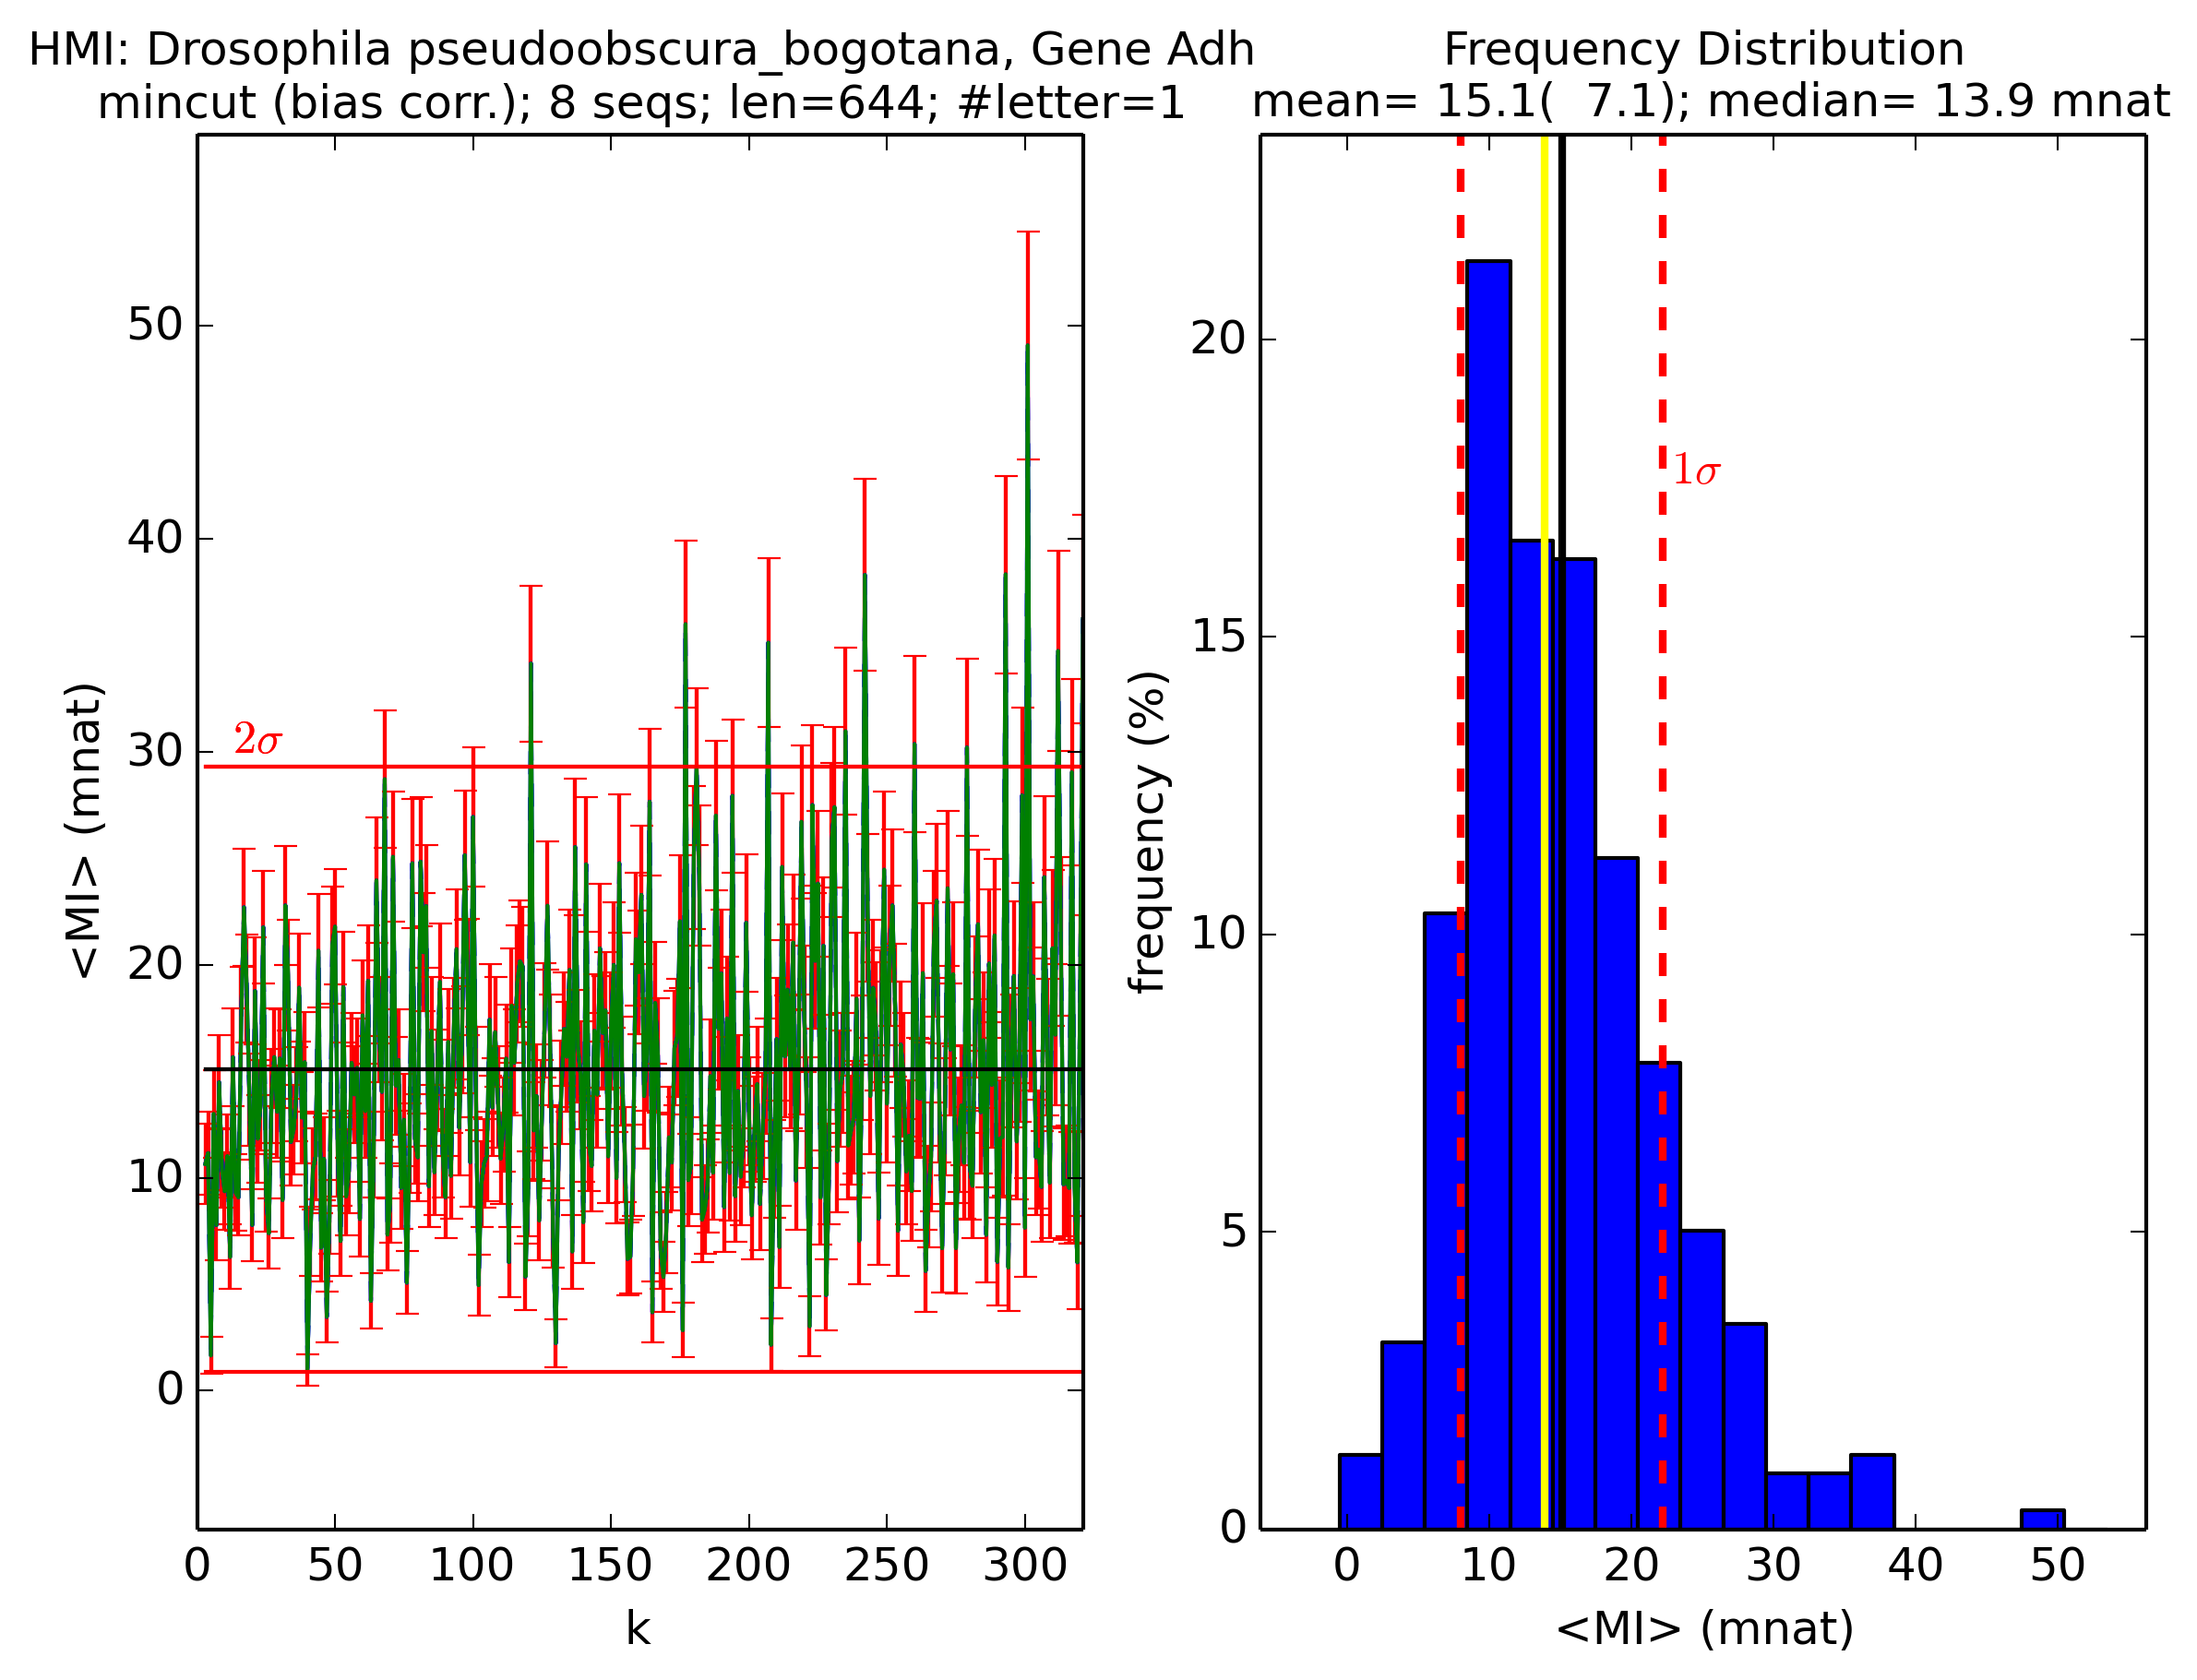 HMI: Drosophila pseudoobscura_bogotana, Gene Adh
mincut (bias corr.); 8 seqs; len=644; #letter=1
<MI> (mnat)
50
40
30
20
10
0
2σ
0 50 100 150 200 250 300
k
Frequency Distribution
mean= 15.1(  7.1); median= 13.9 mnat
frequency (%)
20
15
10
5
0
1σ
0 10 20 30 40 50
<MI> (mnat)